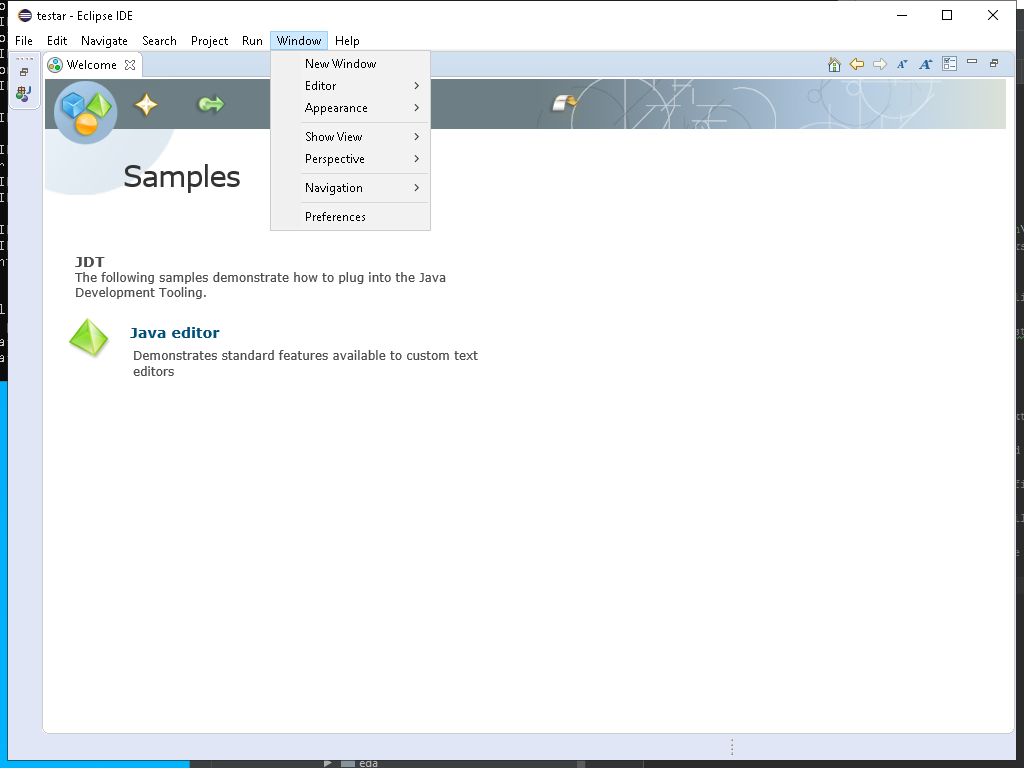 testar - Eclipse IDE
File Edit Navigate Search Project Run Window Help
Welcome
New Window
Editor
Appearance
Show View
Perspective
Navigation
Preferences
Samples
JDT
The following samples demonstrate how to plug into the Java
Development Tooling.
Java editor
Demonstrates standard features available to custom text
editors
eda